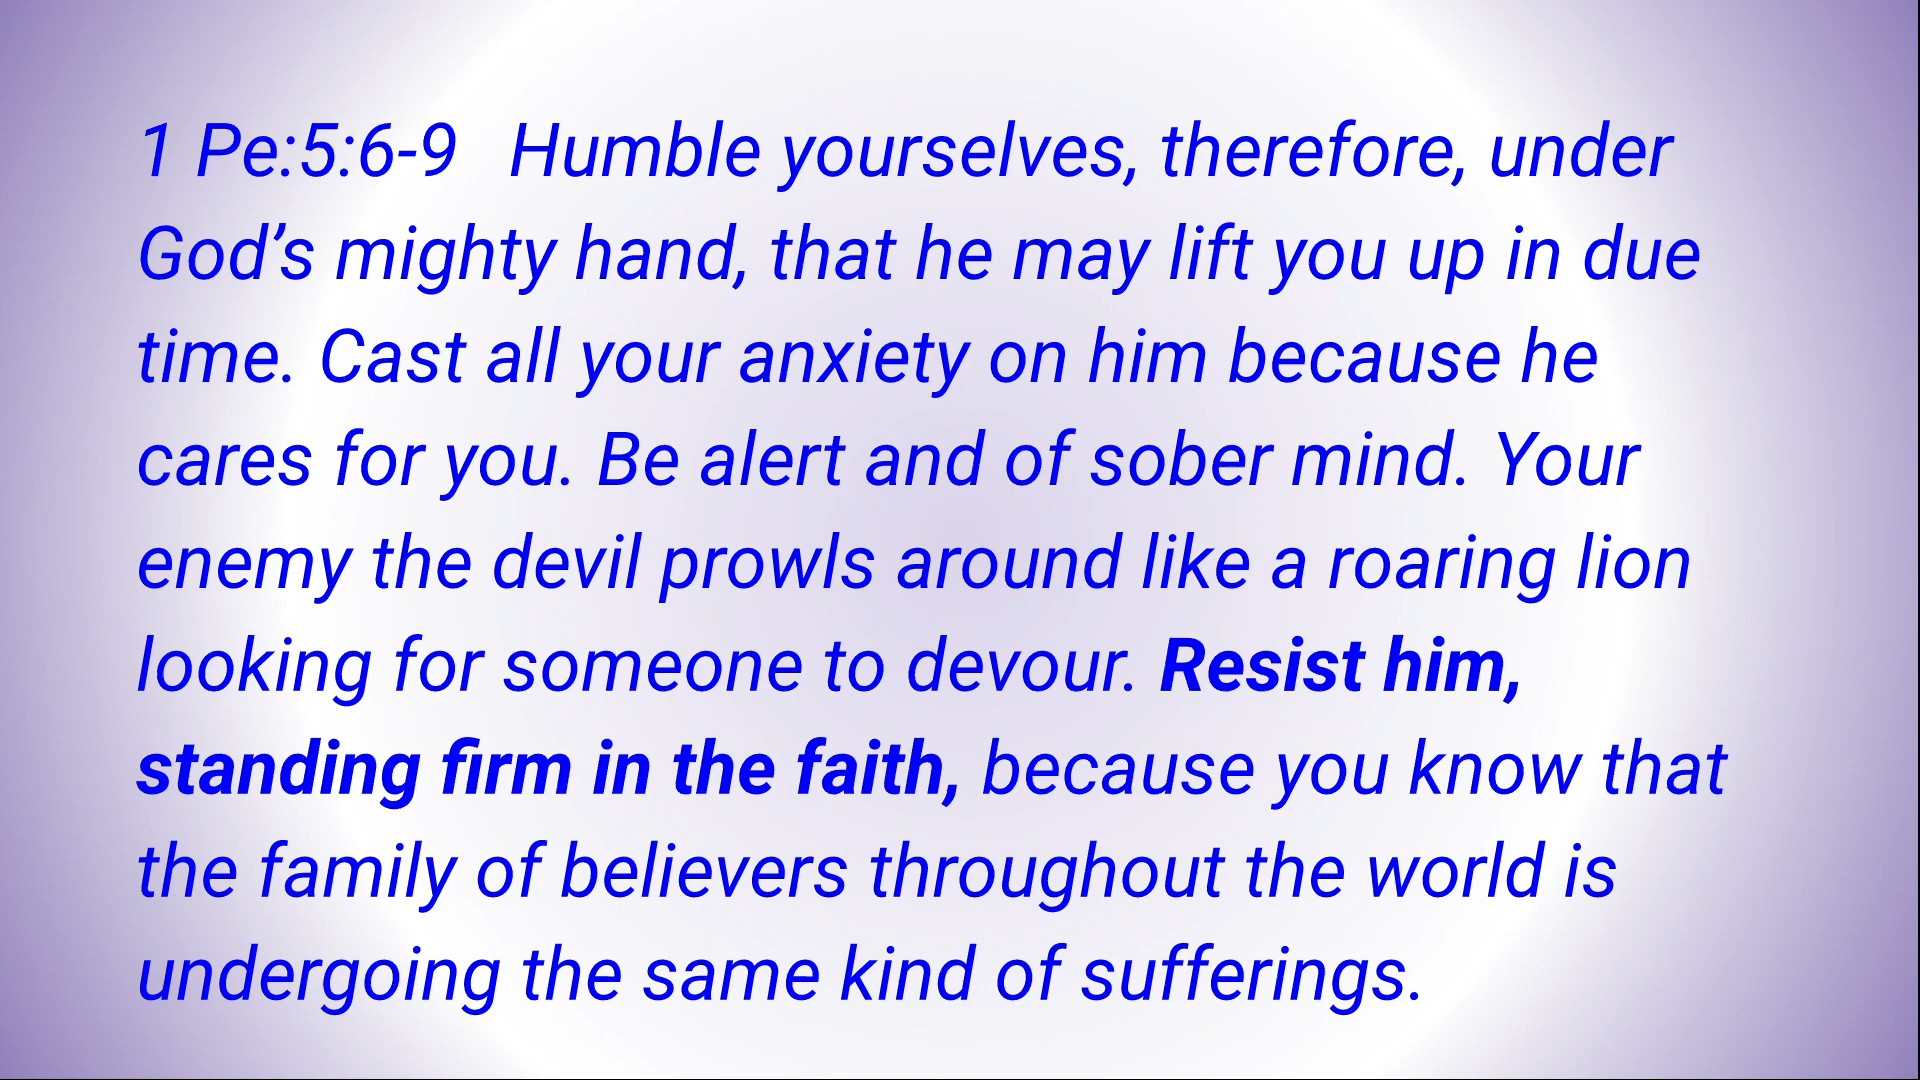 1 Pe:5:6-9   Humble yourselves, therefore, under
God’s mighty hand, that he may lift you up in due
time. Cast all your anxiety on him because he
cares for you. Be alert and of sober mind. Your
enemy the devil prowls around like a roaring lion
looking for someone to devour. Resist him,
standing firm in the faith, because you know that
the family of believers throughout the world is
undergoing the same kind of sufferings.